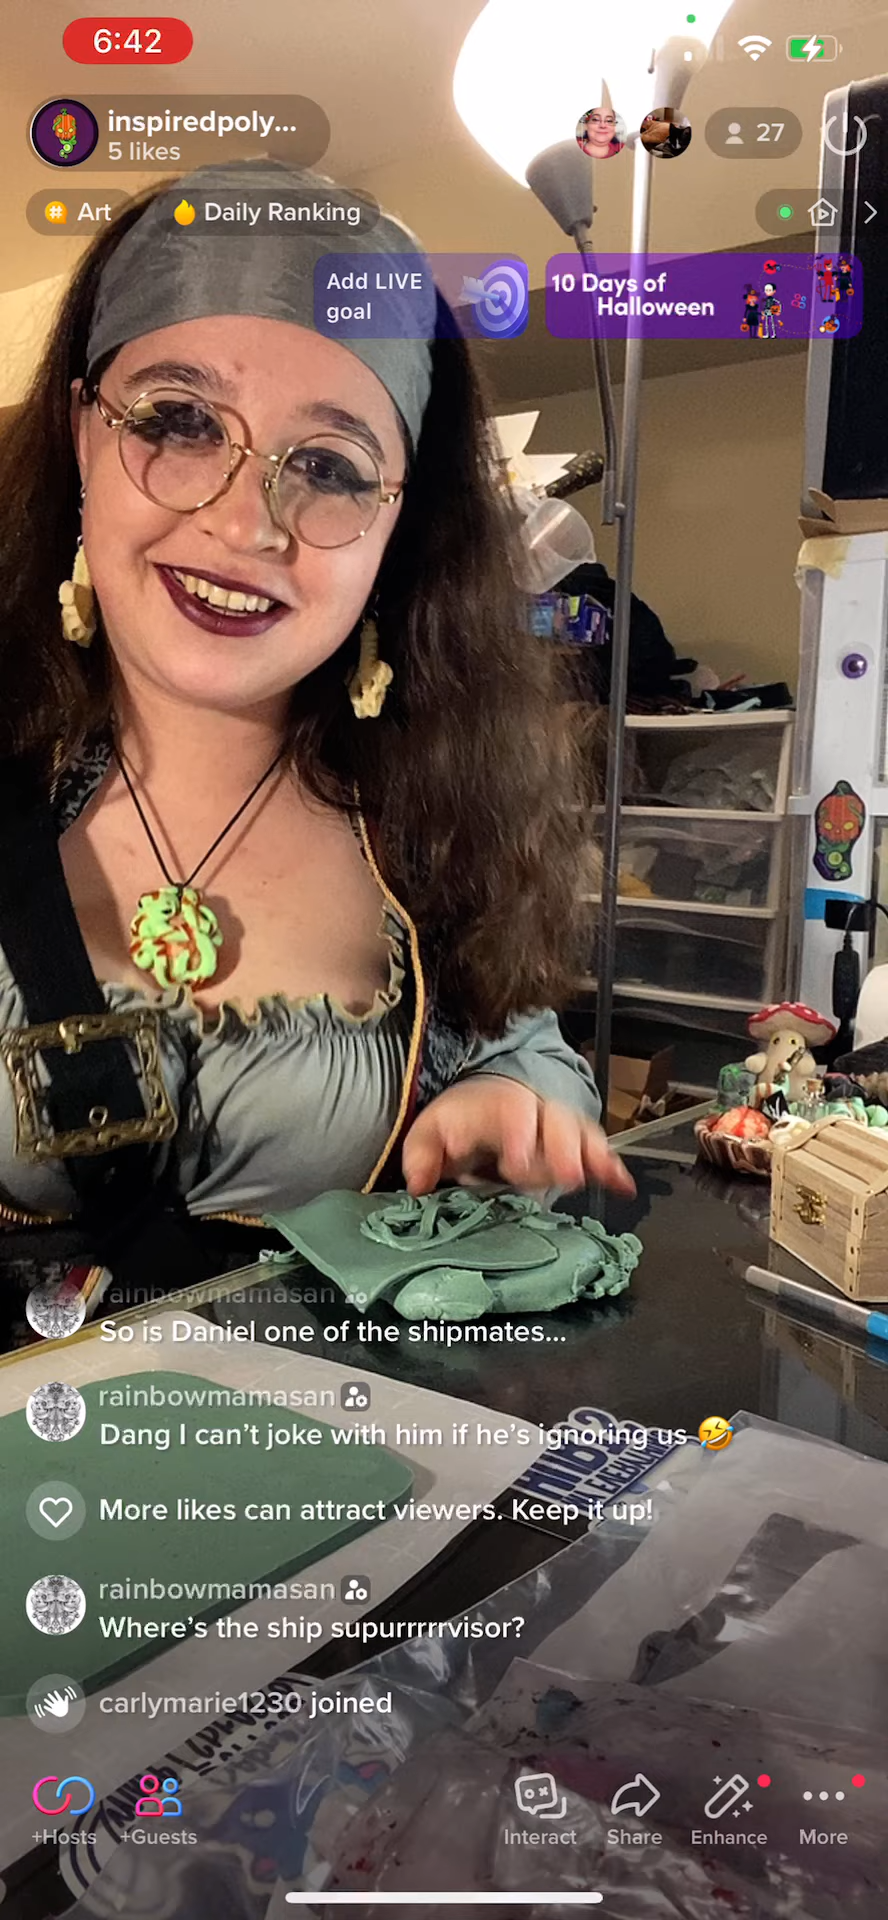 6:42
inspiredpoly...
5 likes
27
Art
Daily Ranking
Add LIVE
goal
10 Days of
Halloween
rainbowmamasan
So is Daniel one of the shipmates...
rainbowmamasan
Dang I can’t joke with him if he’s ignoring us 🤣
More likes can attract viewers. Keep it up!
rainbowmamasan
Where’s the ship supurrrrrvisor?
carlymarie1230 joined
+Hosts
+Guests
Interact
Share
Enhance
More